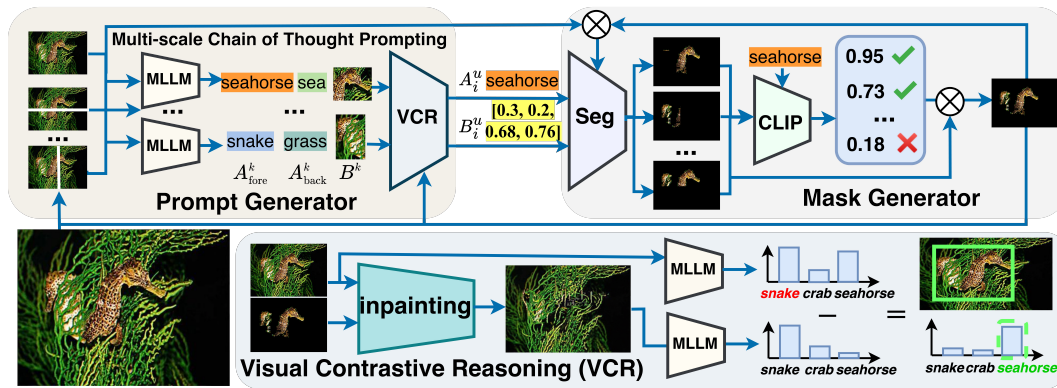 Multi-scale Chain of Thought Prompting
MLLM
seahorse sea
...
...
MLLM
snake grass
...
A^k_fore A^k_back B^k
VCR
Prompt Generator
A^u_i seahorse
[0.3, 0.2,
B^u_i 0.68, 0.76]
Seg
...
seahorse
CLIP
0.95
0.73
...
0.18
Mask Generator
inpainting
MLLM
snake crab seahorse
MLLM
snake crab seahorse
− =
snake crab seahorse
Visual Contrastive Reasoning (VCR)